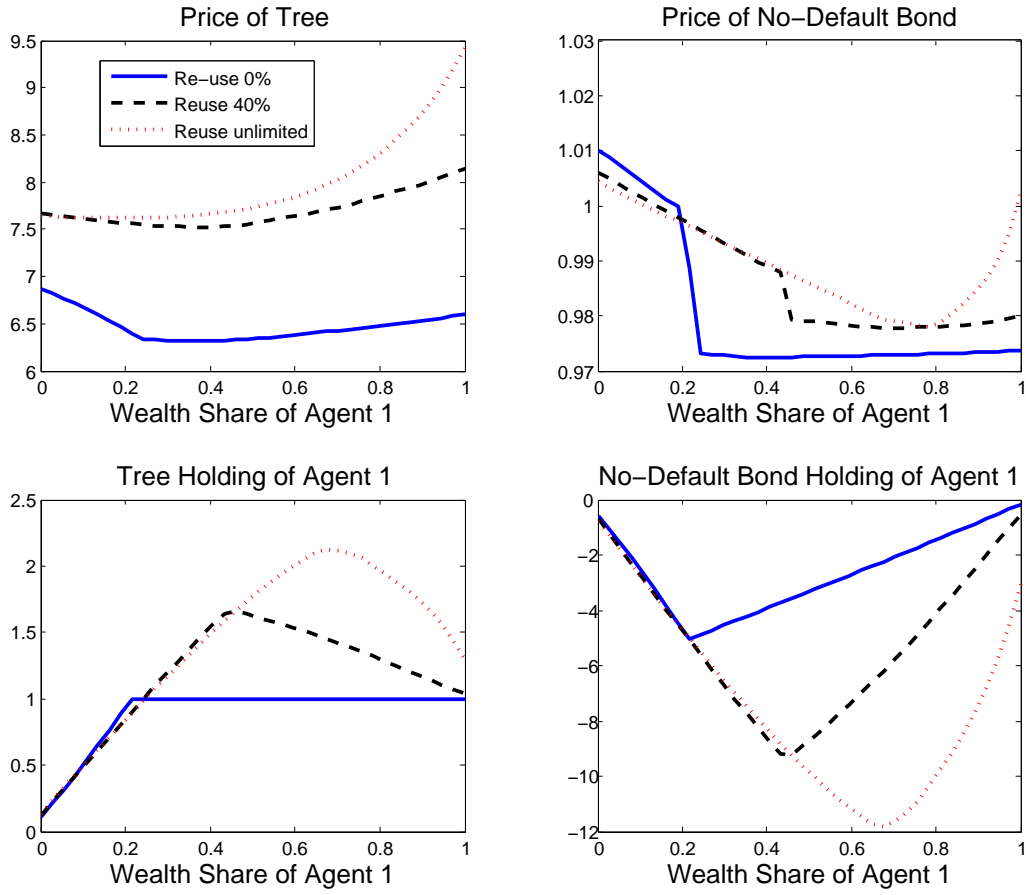 Price of Tree
9.5
9
8.5
8
7.5
7
6.5
6
Re−use 0%
Reuse 40%
Reuse unlimited
0 0.2 0.4 0.6 0.8 1
Wealth Share of Agent 1
Price of No−Default Bond
1.03
1.02
1.01
1
0.99
0.98
0.97
0 0.2 0.4 0.6 0.8 1
Wealth Share of Agent 1
Tree Holding of Agent 1
2.5
2
1.5
1
0.5
0
0 0.2 0.4 0.6 0.8 1
Wealth Share of Agent 1
No−Default Bond Holding of Agent 1
0
−2
−4
−6
−8
−10
−12
0 0.2 0.4 0.6 0.8 1
Wealth Share of Agent 1